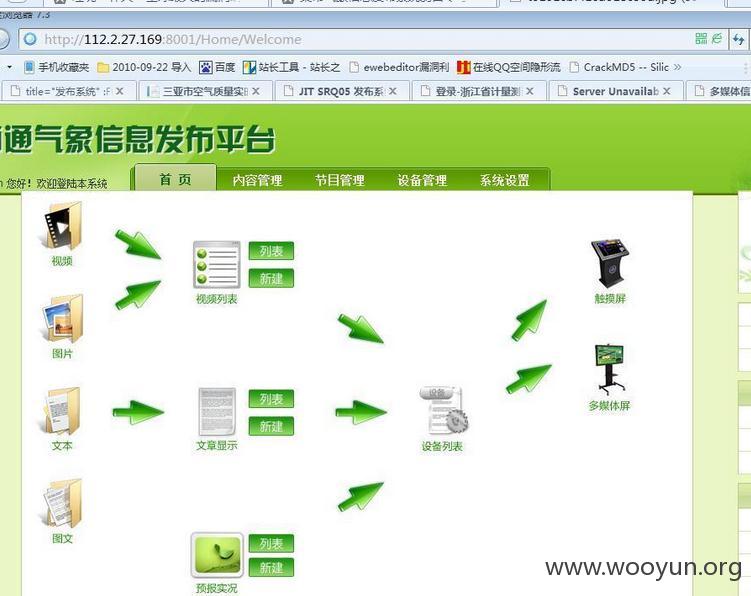 浏览器 7.3
http://112.2.27.169:8001/Home/Welcome
手机收藏夹 2010-09-22 导入 百度 站长工具 - 站长之 ewebeditor漏洞利 在线QQ空间隐形流 CrackMD5 -- Silic »
title="发布系统" :F 三亚市空气质量实 JIT SRQ05 发布系 登录-浙江省计量测 Server Unavailab 多媒体信
通气象信息发布平台
您好! 欢迎登陆本系统
首 页 内容管理 节目管理 设备管理 系统设置
视频
列表
新建
视频列表
触摸屏
图片
列表
新建
设备
多媒体屏
文本
文章显示
设备列表
图文
列表
新建
预报实况
www.wooyun.org